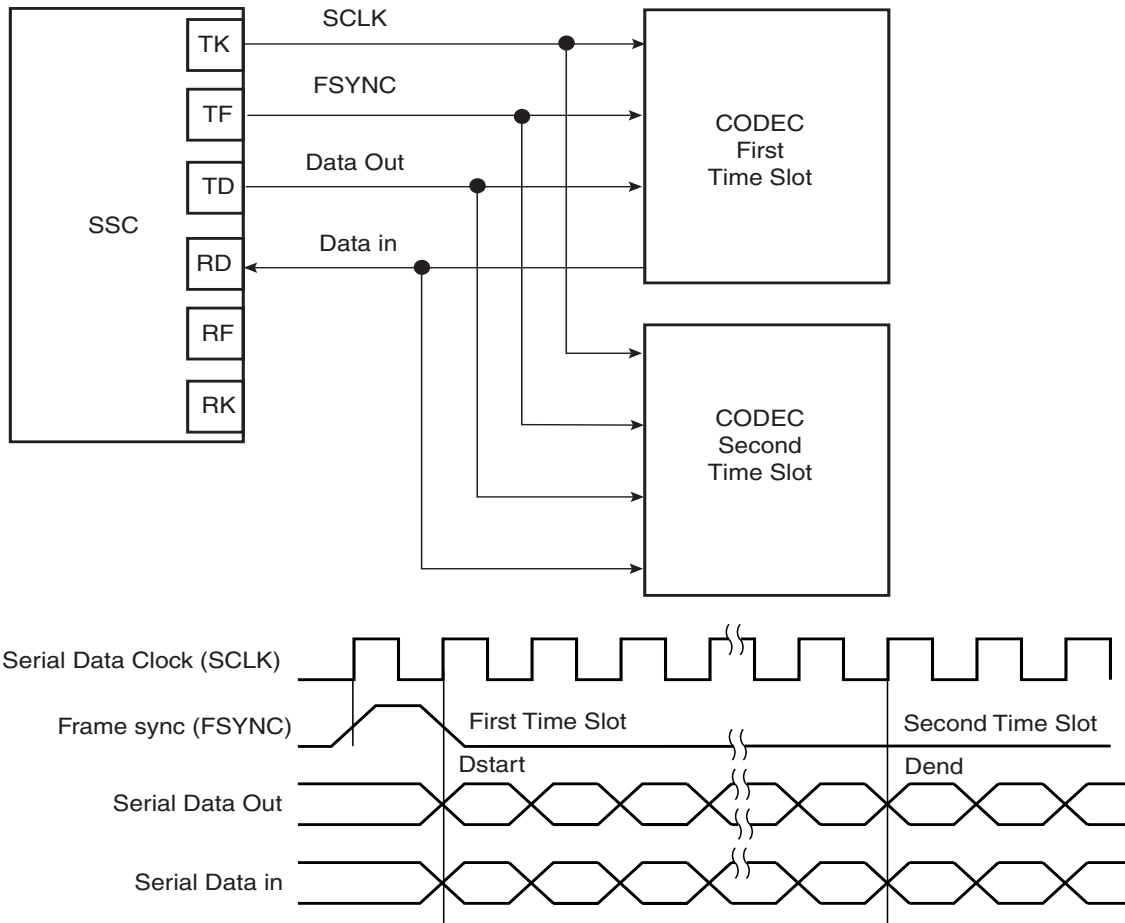 SCLK
TK
FSYNC
TF
CODEC
First
Time Slot
Data Out
TD
SSC
Data in
RD
RF
RK
CODEC
Second
Time Slot
Serial Data Clock (SCLK)
Frame sync (FSYNC)
First Time Slot
Second Time Slot
Dstart
Dend
Serial Data Out
Serial Data in